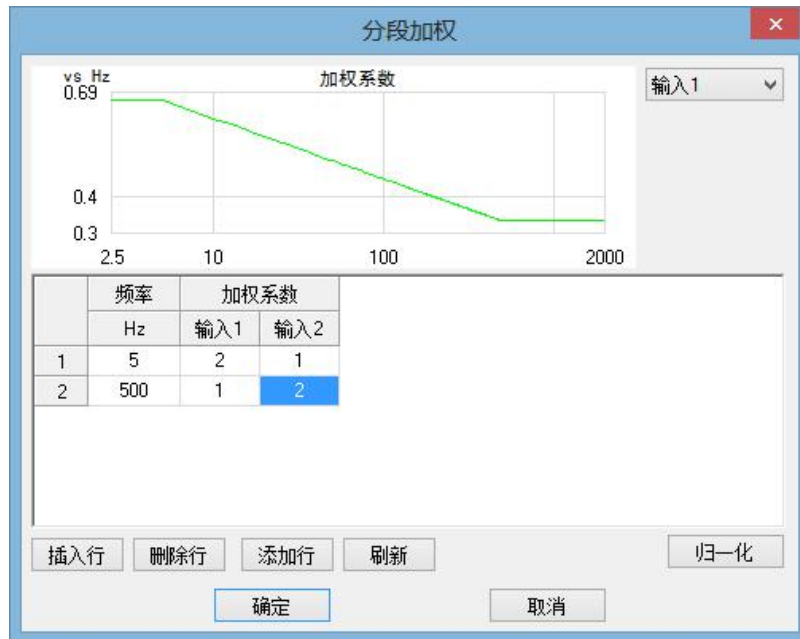 分段加权
vs Hz 加权系数
输入1
0.69
0.4
0.3
2.5 10 100 2000
频率 加权系数
Hz 输入1 输入2
1 5 2 1
2 500 1 2
插入行 删除行 添加行 刷新 归一化
确定 取消